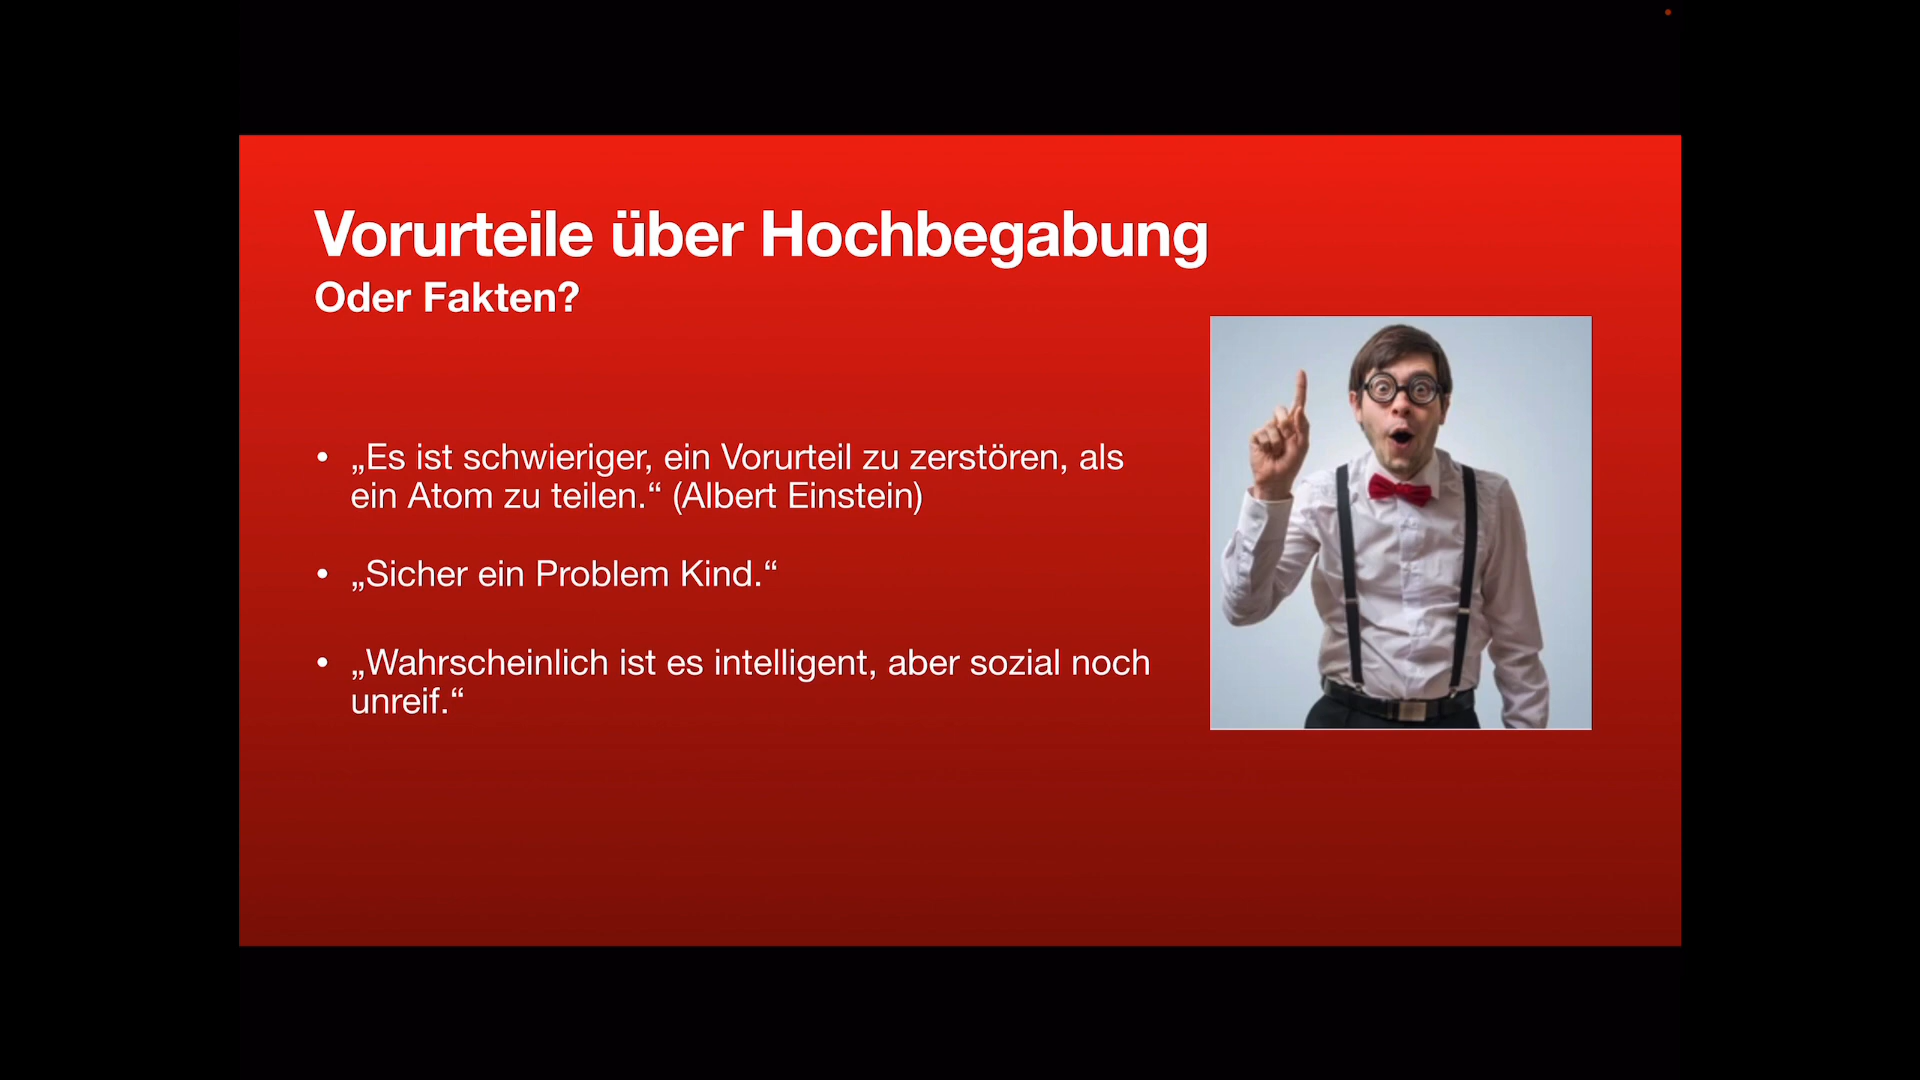 Vorurteile über Hochbegabung
Oder Fakten?
• „Es ist schwieriger, ein Vorurteil zu zerstören, als
ein Atom zu teilen.“ (Albert Einstein)
• „Sicher ein Problem Kind.“
• „Wahrscheinlich ist es intelligent, aber sozial noch
unreif.“